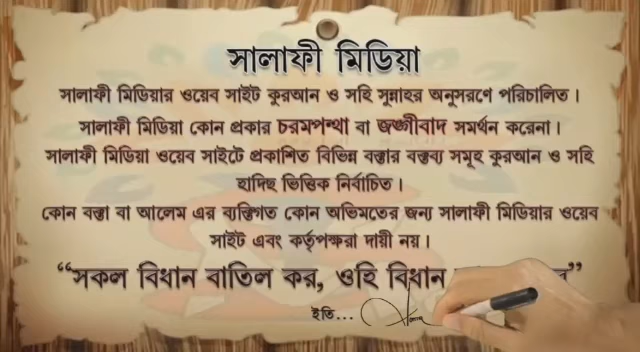 সালাফী মিডিয়া
সালাফী মিডিয়ার ওয়েব সাইট কুরআন ও সহি সুন্নাহর অনুসরণে পরিচালিত।
সালাফী মিডিয়া কোন প্রকার চরমপন্থা বা জঙ্গীবাদ সমর্থন করেনা।
সালাফী মিডিয়া ওয়েব সাইটে প্রকাশিত বিভিন্ন বক্তার বক্তব্য সমূহ কুরআন ও সহি
হাদিছ ভিত্তিক নির্বাচিত।
কোন বক্তা বা আলেম এর ব্যক্তিগত কোন অভিমতের জন্য সালাফী মিডিয়ার ওয়েব
সাইট এবং কর্তৃপক্ষরা দায়ী নয়।
“সকল বিধান বাতিল কর, ওহি বিধান ”
ইতি...